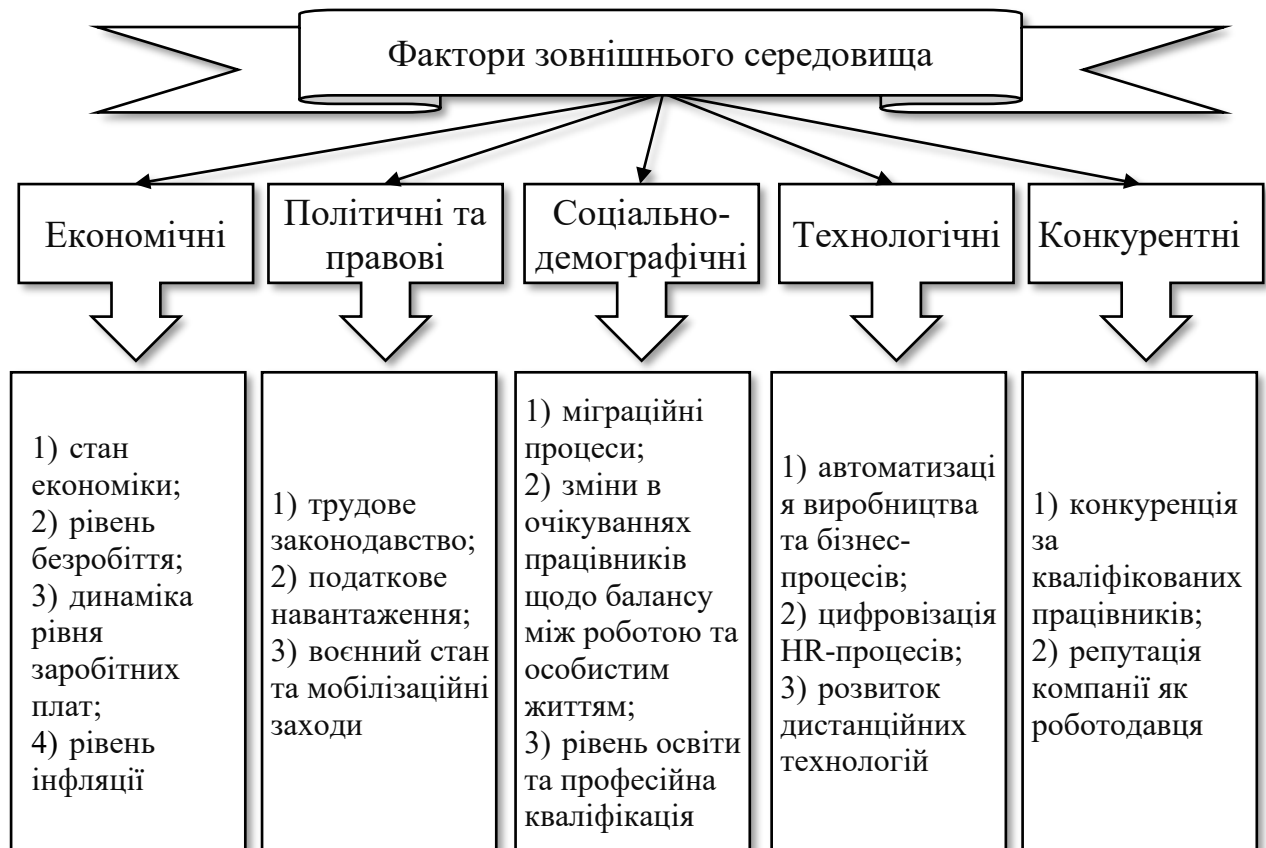 Фактори зовнішнього середовища
Економічні
Політичні та
правові
Соціально-
демографічні
Технологічні
Конкурентні
1) стан
економіки;
2) рівень
безробіття;
3) динаміка
рівня
заробітних
плат;
4) рівень
інфляції
1) трудове
законодавство;
2) податкове
навантаження;
3) воєнний стан
та мобілізаційні
заходи
1) міграційні
процеси;
2) зміни в
очікуваннях
працівників
щодо балансу
між роботою та
особистим
життям;
3) рівень освіти
та професійна
кваліфікація
1) автоматизаці
я виробництва
та бізнес-
процесів;
2) цифровізація
HR-процесів;
3) розвиток
дистанційних
технологій
1) конкуренція
за
кваліфікованих
працівників;
2) репутація
компанії як
роботодавця